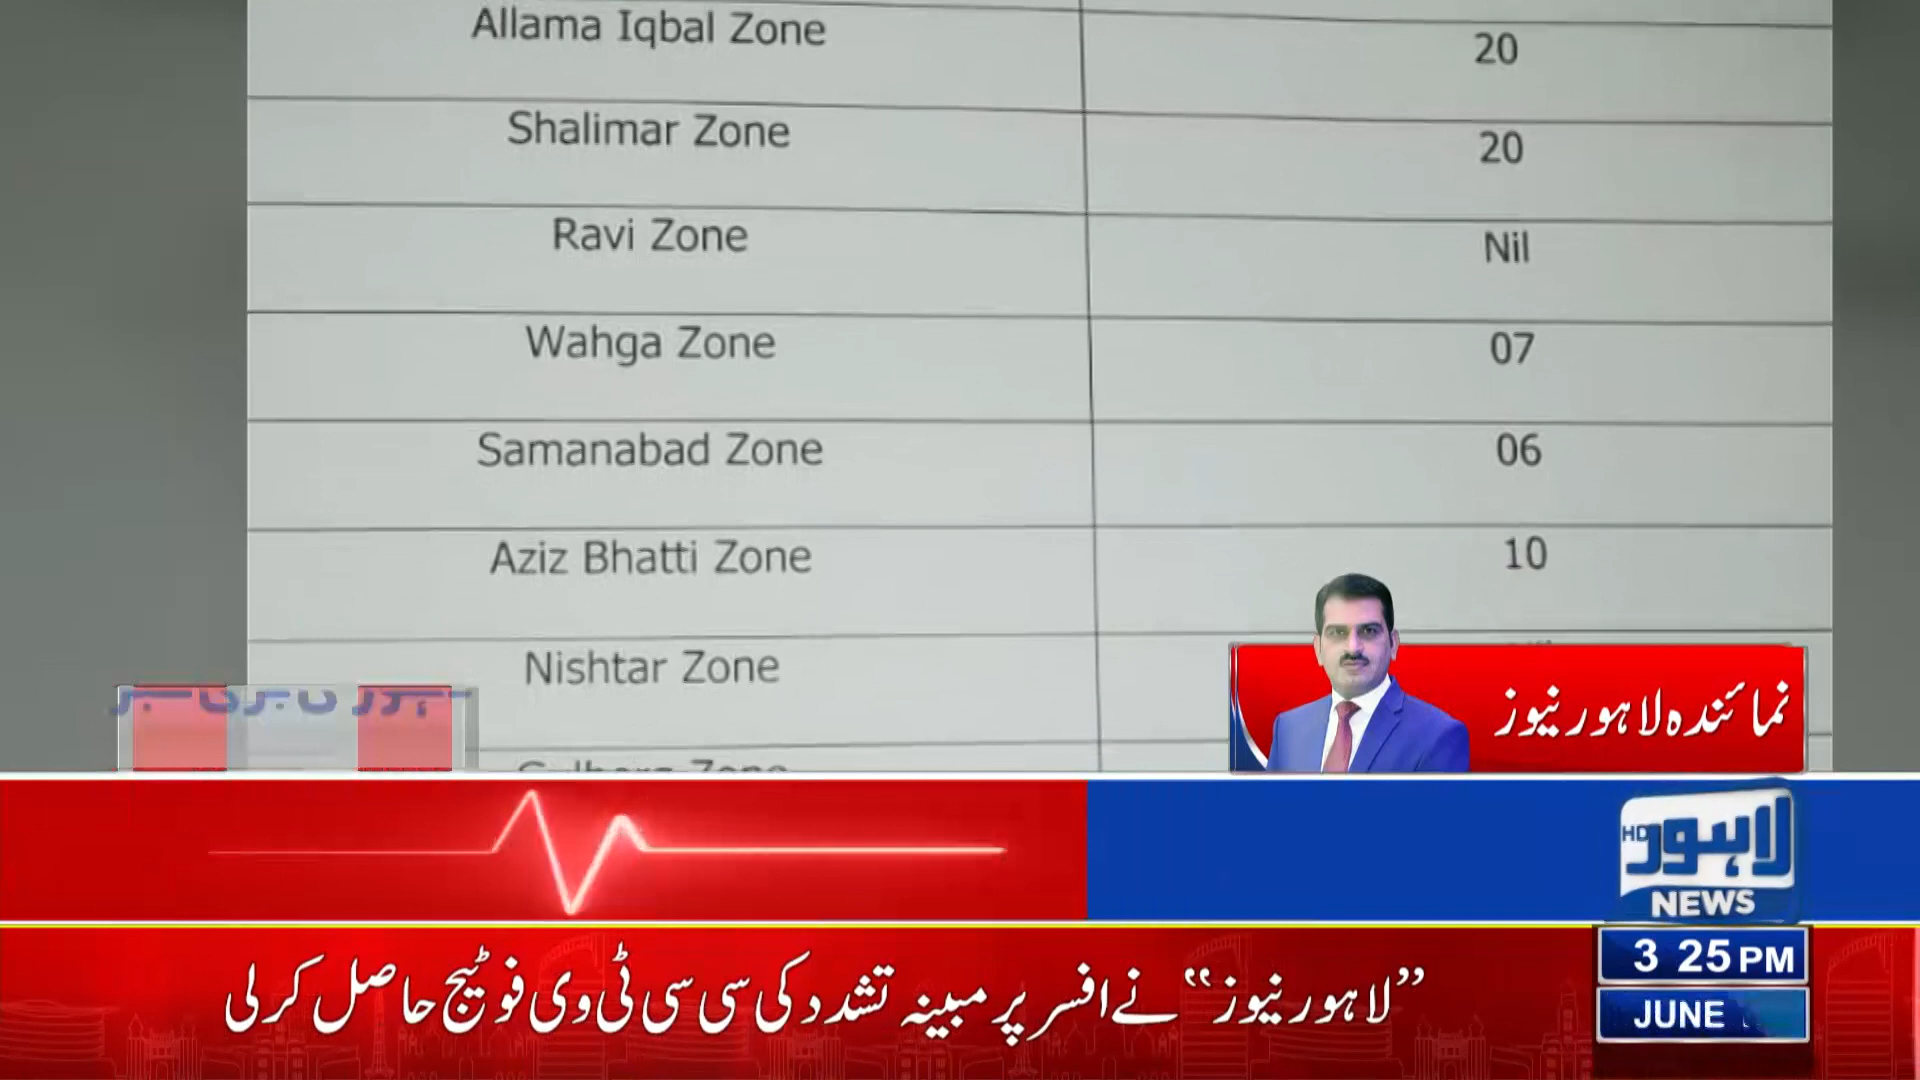 Allama Iqbal Zone 20
Shalimar Zone 20
Ravi Zone Nil
Wahga Zone 07
Samanabad Zone 06
Aziz Bhatti Zone 10
Nishtar Zone
Zone
نمائندہ لاہور نیوز
HD لاہور
NEWS
3 25 PM
JUNE
”لاہور نیوز“ نے افسر پر مبینہ تشدد کی سی سی ٹی وی فوٹیج حاصل کرلی